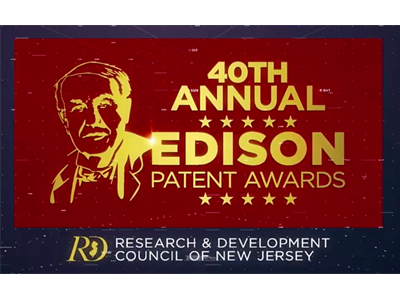 40TH
ANNUAL
EDISON
PATENT AWARDS
RD
RESEARCH & DEVELOPMENT
COUNCIL OF NEW JERSEY